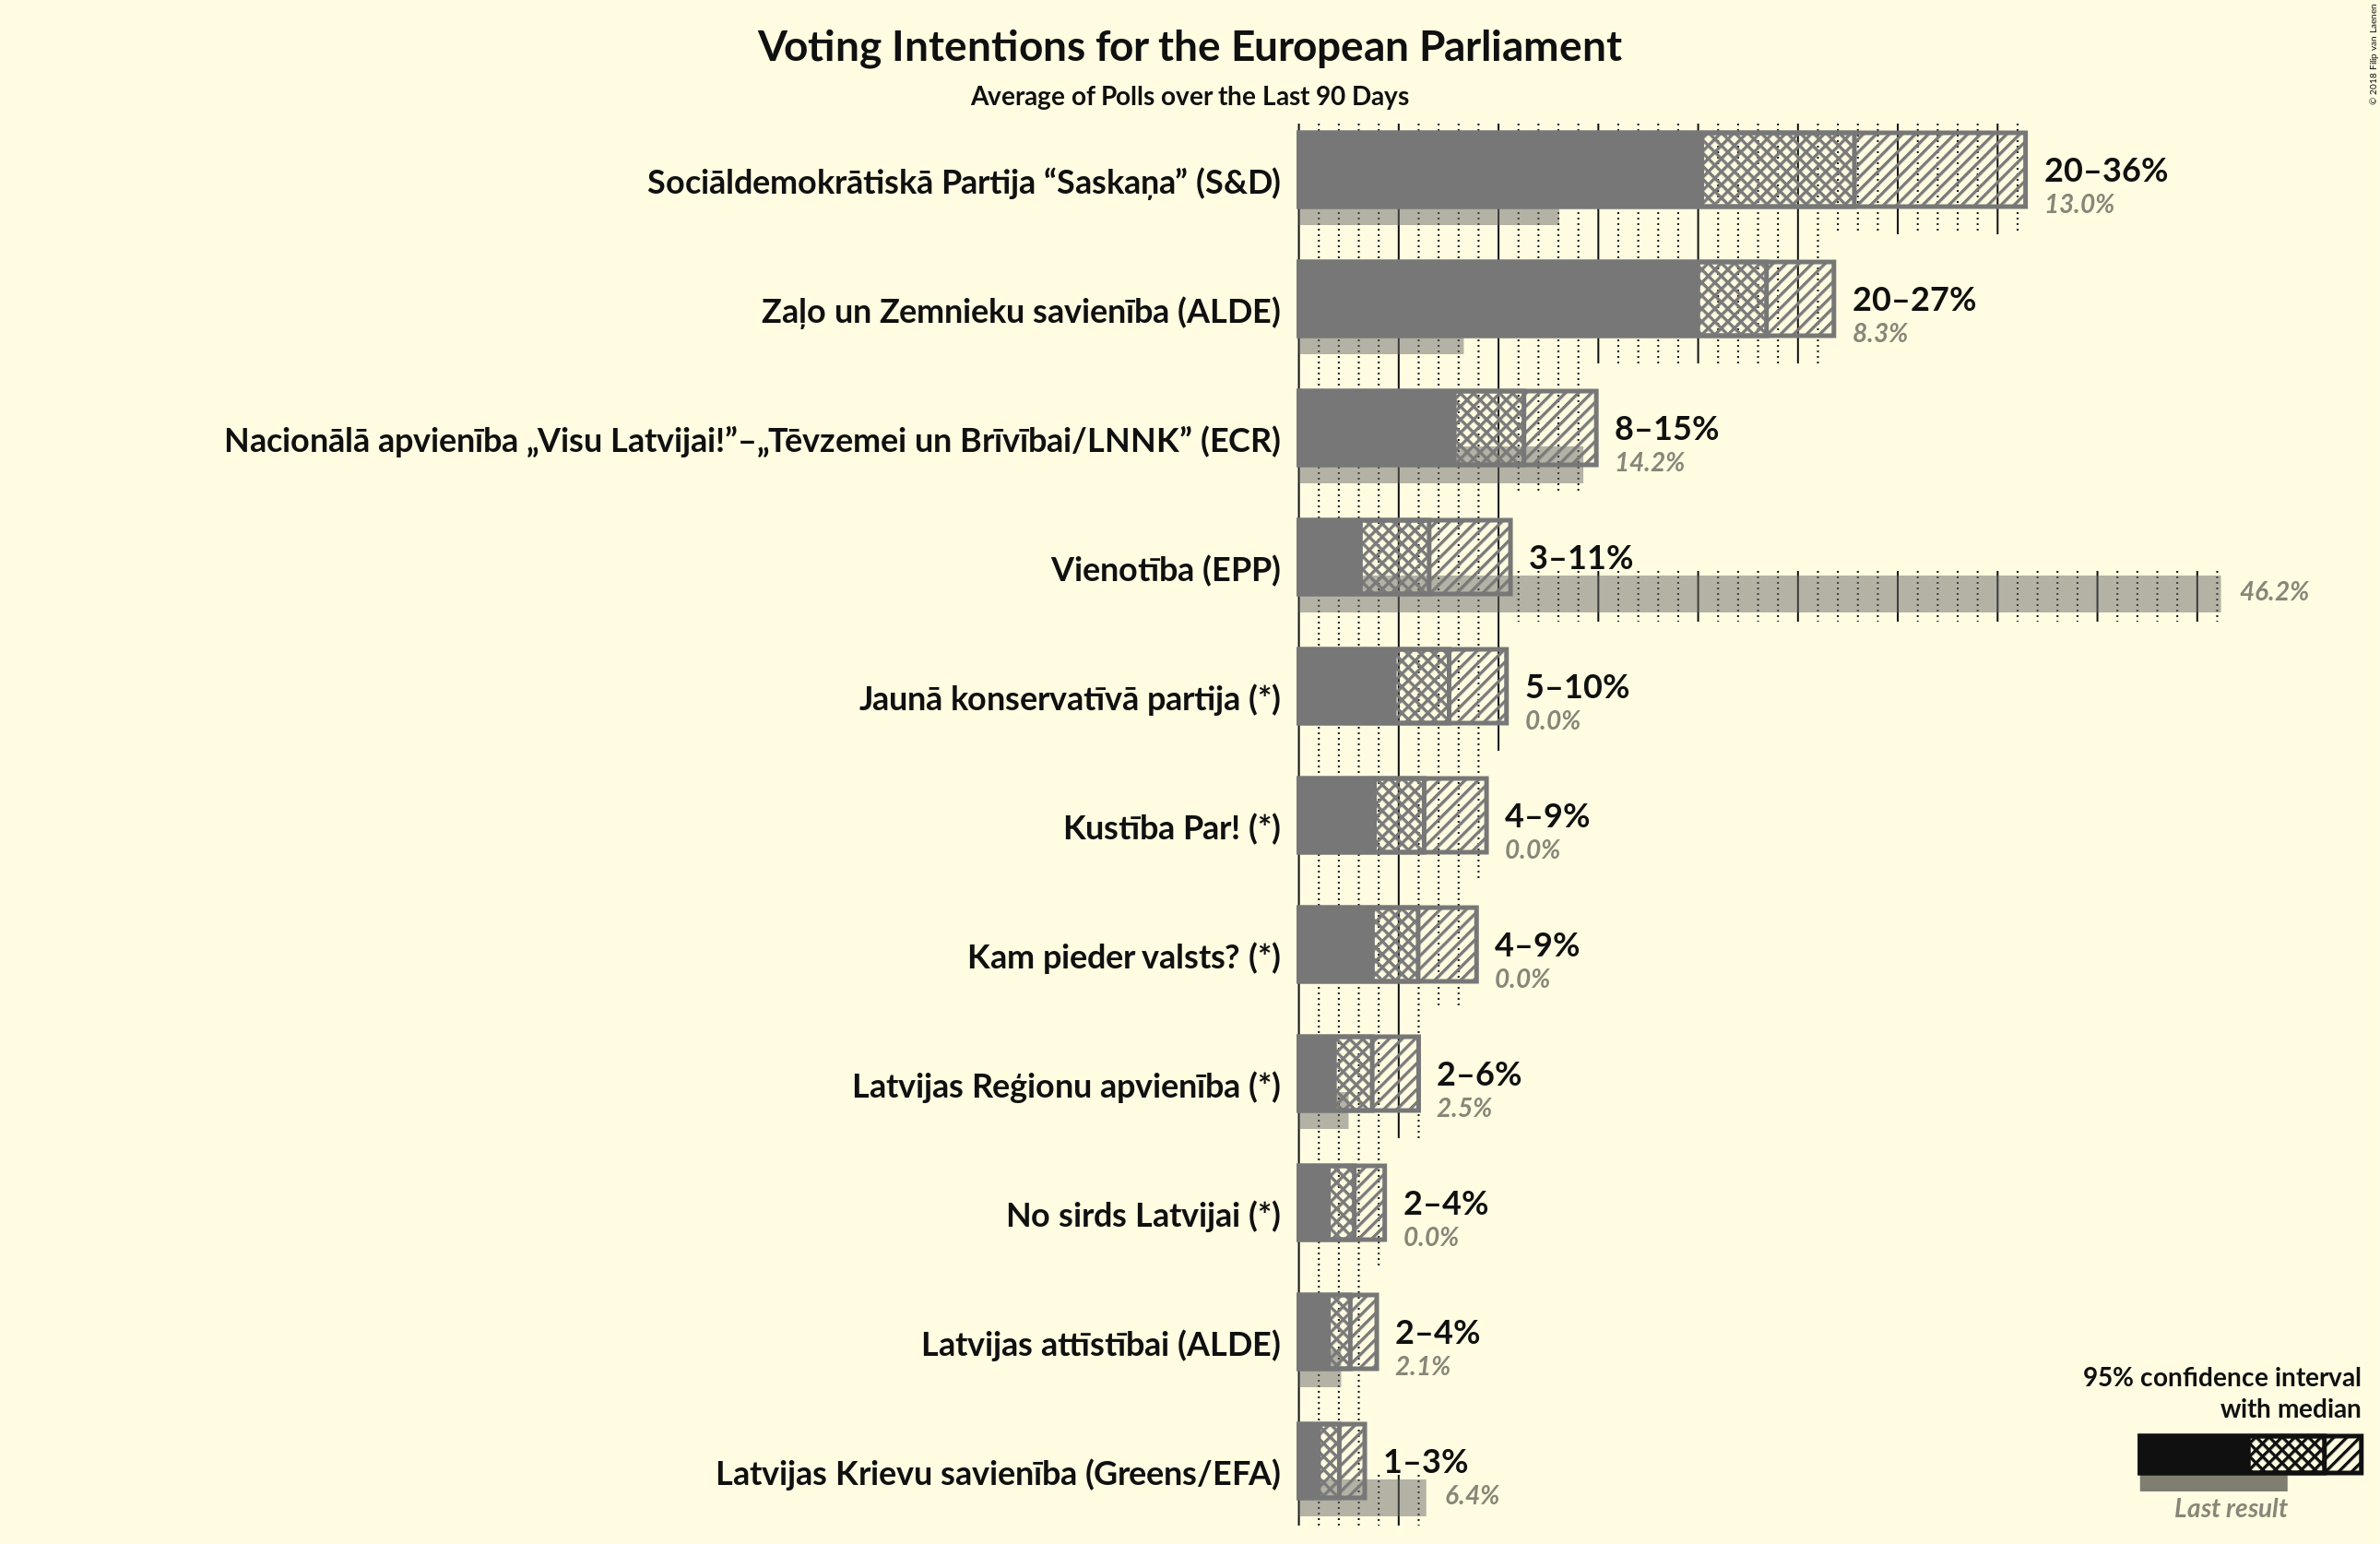 Voting Intentions for the European Parliament
Average of Polls over the Last 90 Days
© 2018 Filip van Laenen
Sociāldemokrātiskā Partija “Saskaņa” (S&D)
20–36%
13.0%
Zaļo un Zemnieku savienība (ALDE)
20–27%
8.3%
Nacionālā apvienība „Visu Latvijai!”–„Tēvzemei un Brīvībai/LNNK” (ECR)
8–15%
14.2%
Vienotība (EPP)
3–11%
46.2%
Jaunā konservatīvā partija (*)
5–10%
0.0%
Kustība Par! (*)
4–9%
0.0%
Kam pieder valsts? (*)
4–9%
0.0%
Latvijas Reģionu apvienība (*)
2–6%
2.5%
No sirds Latvijai (*)
2–4%
0.0%
Latvijas attīstībai (ALDE)
2–4%
2.1%
Latvijas Krievu savienība (Greens/EFA)
1–3%
6.4%
95% confidence interval
with median
Last result